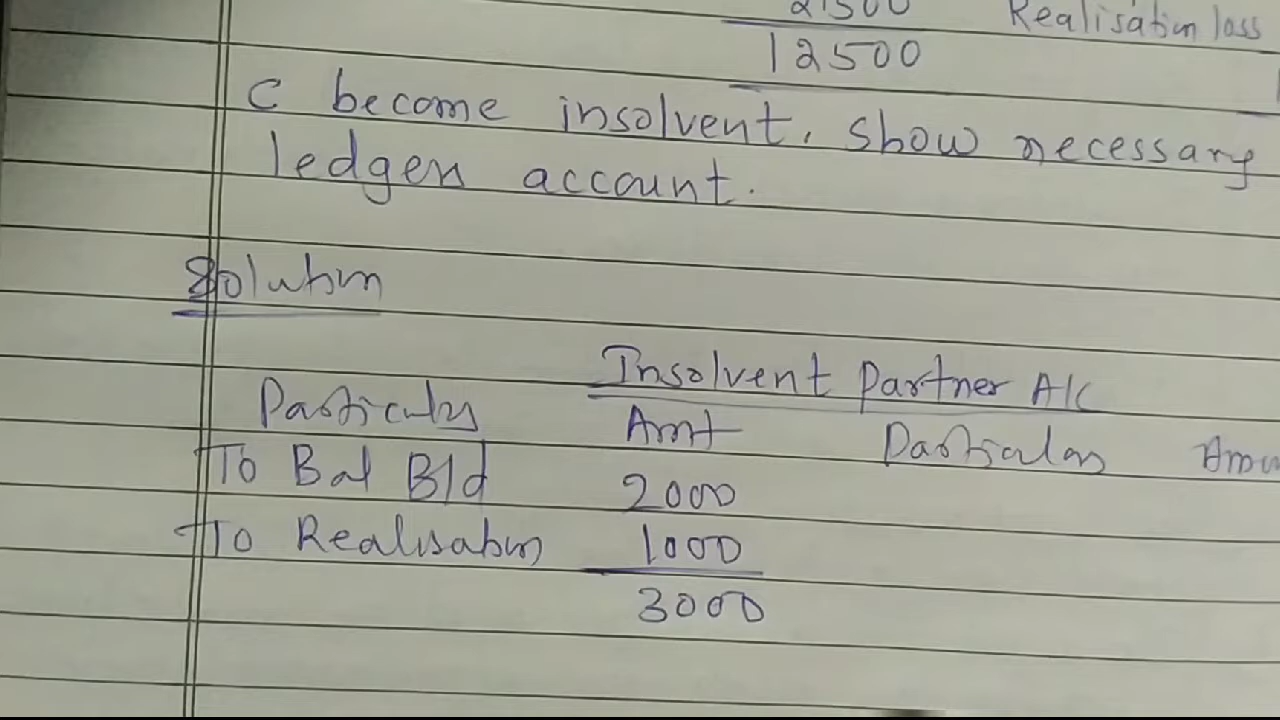 2500 Realisation loss
12500
C become insolvent. Show necessary
ledger account.
Solution
Insolvent Partner A/C
Particulars Amt Particulars
To Bal B/d 2000
To Realisation 1000
3000